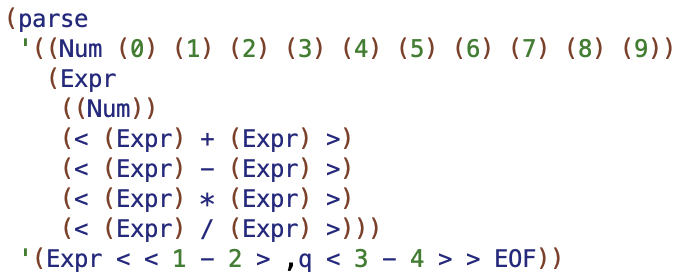 (parse
'((Num (0) (1) (2) (3) (4) (5) (6) (7) (8) (9))
(Expr
((Num))
(< (Expr) + (Expr) >)
(< (Expr) - (Expr) >)
(< (Expr) * (Expr) >)
(< (Expr) / (Expr) >)))
'(Expr < < 1 - 2 > ,q < 3 - 4 > > EOF))